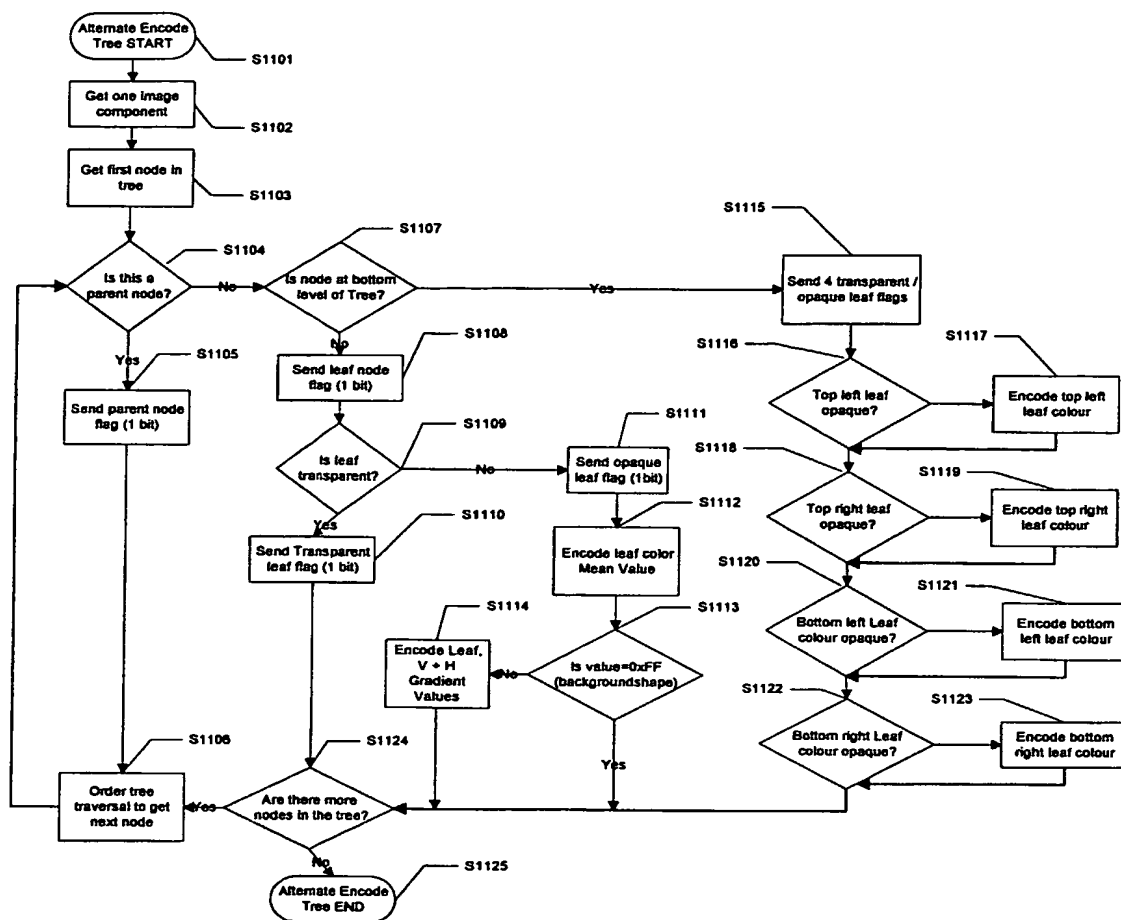 Alternate Encode
Tree START
S1101
Get one image
component
S1102
Get first node in
tree
S1103
Is this a
parent node?
S1104
No
Yes
Send parent node
flag (1 bit)
S1105
Order tree
traversal to get
next node
S1106
Is node at bottom
level of Tree?
S1107
Yes
No
Send leaf node
flag (1 bit)
S1108
Is leaf
transparent?
S1109
No
Yes
Send Transparent
leaf flag (1 bit)
S1110
Send opaque
leaf flag (1bit)
S1111
Encode leaf color
Mean Value
S1112
Is value=0xFF
(backgroundshape)
S1113
No
Yes
Encode Leaf,
V + H
Gradient
Values
S1114
Send 4 transparent /
opaque leaf flags
S1115
Top left leaf
opaque?
S1116
Encode top left
leaf colour
S1117
Top right leaf
opaque?
S1118
Encode top right
leaf colour
S1119
Bottom left Leaf
colour opaque?
S1120
Encode bottom
left leaf colour
S1121
Bottom right Leaf
colour opaque?
S1122
Encode bottom
right leaf colour
S1123
Are there more
nodes in the tree?
S1124
Yes
No
Alternate Encode
Tree END
S1125